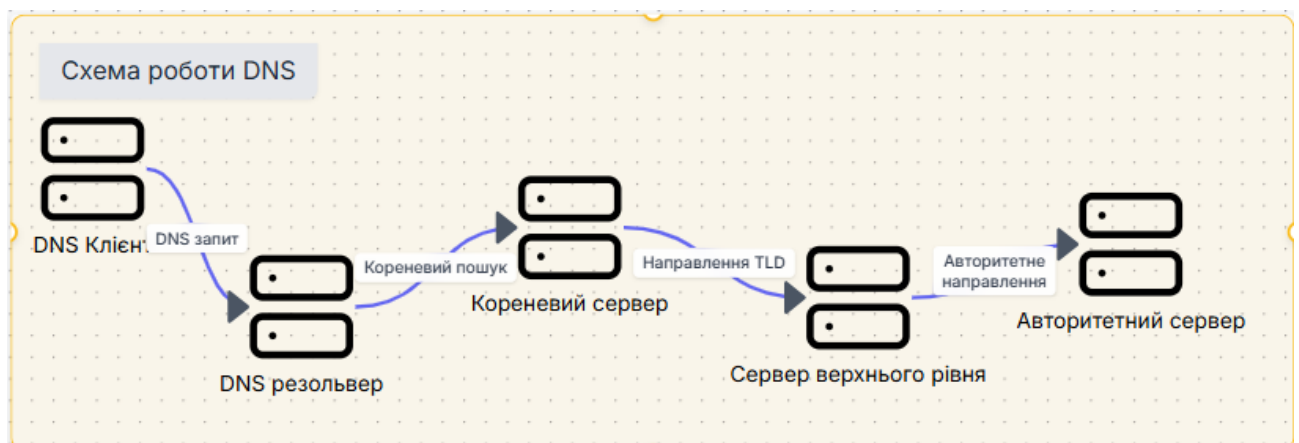 Схема роботи DNS
DNS Клієнт
DNS запит
DNS резольвер
Кореневий пошук
Кореневий сервер
Направлення TLD
Сервер верхнього рівня
Авторитетне
направлення
Авторитетний сервер